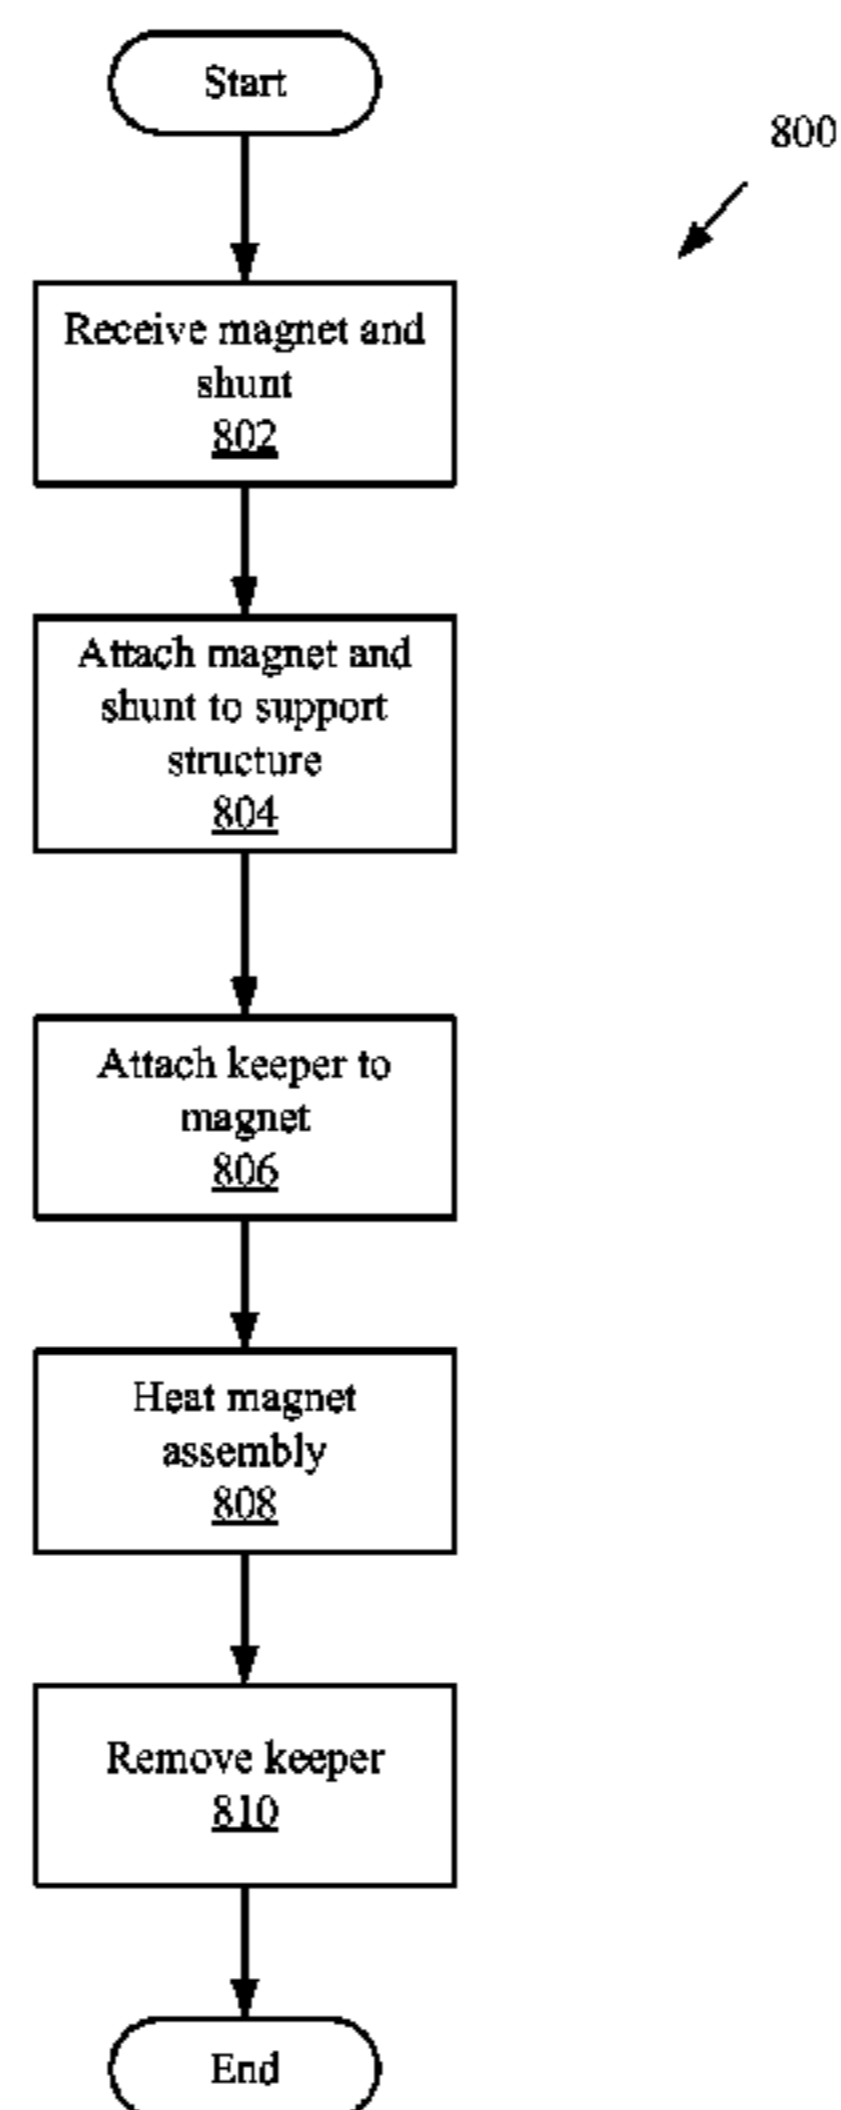 Start
800
Receive magnet and
shunt
802
Attach magnet and
shunt to support
structure
804
Attach keeper to
magnet
806
Heat magnet
assembly
808
Remove keeper
810
End